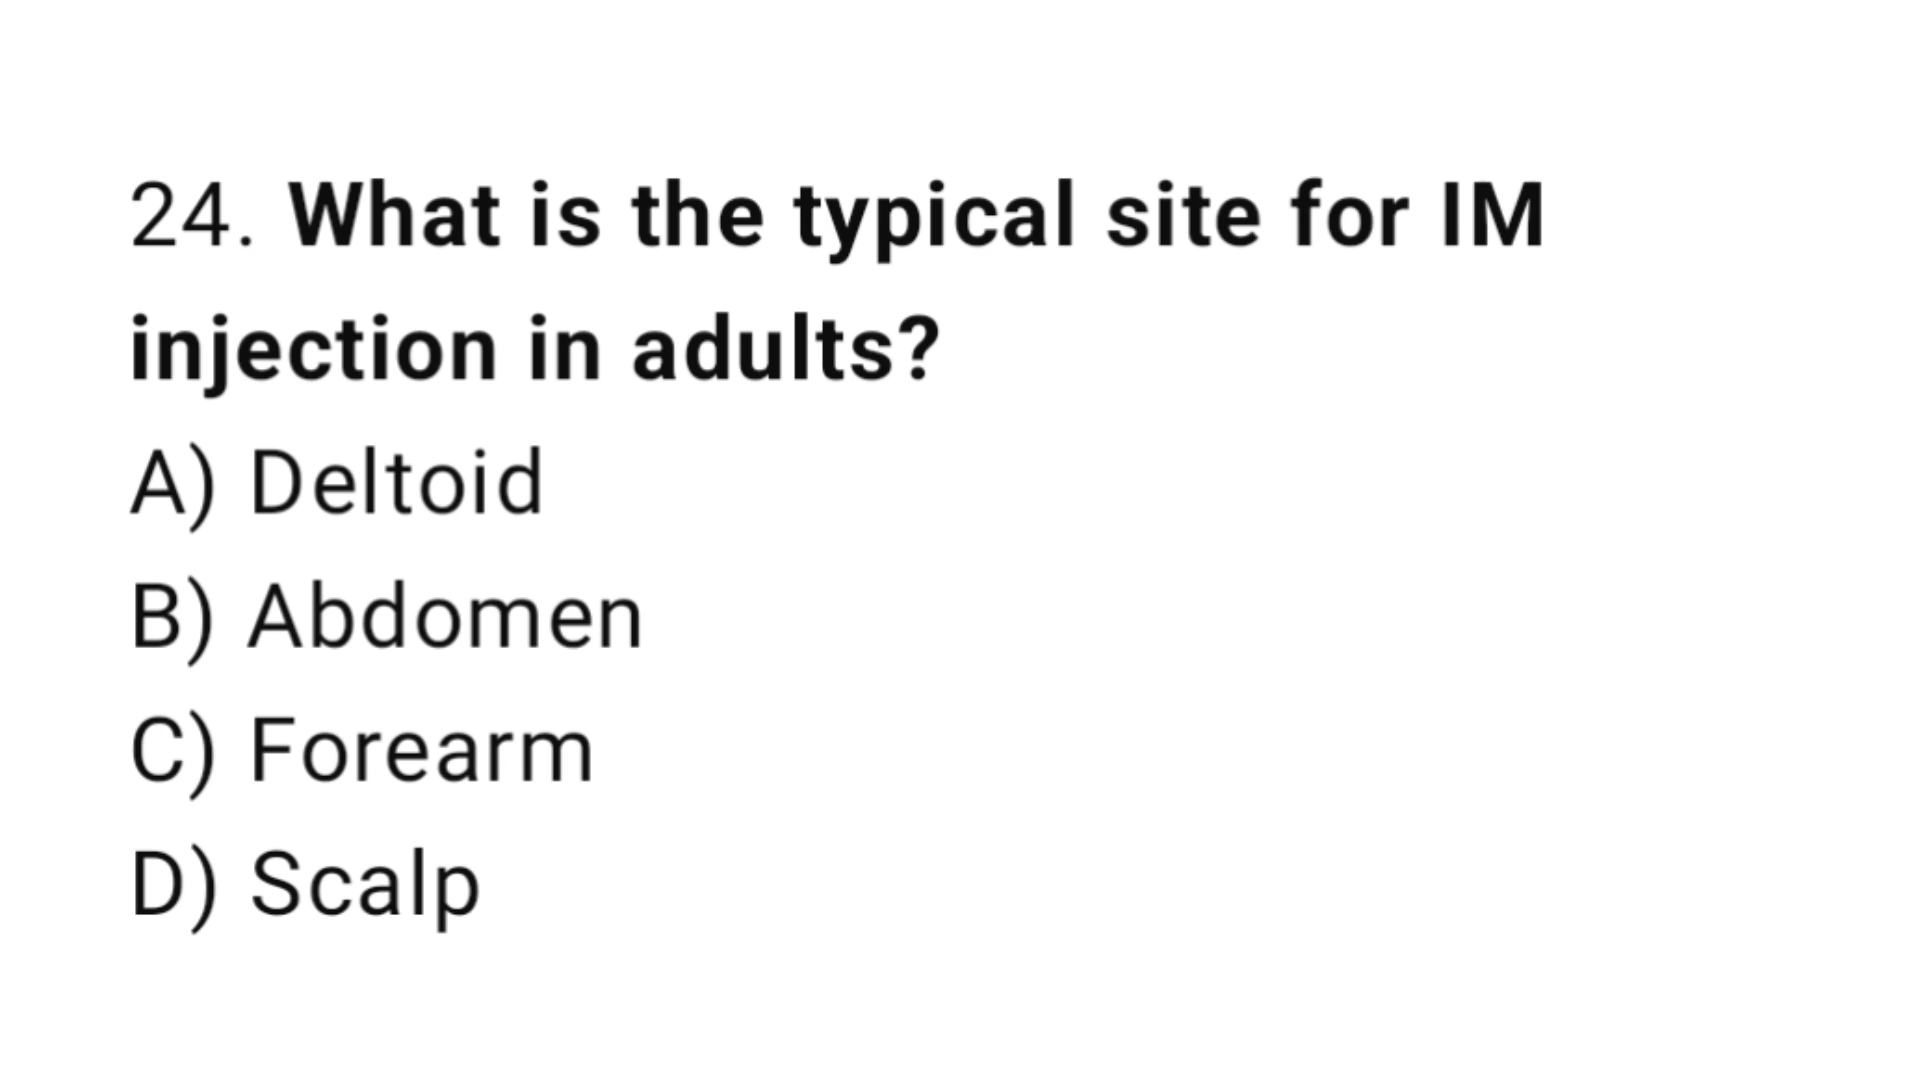 24. What is the typical site for IM
injection in adults?
A) Deltoid
B) Abdomen
C) Forearm
D) Scalp